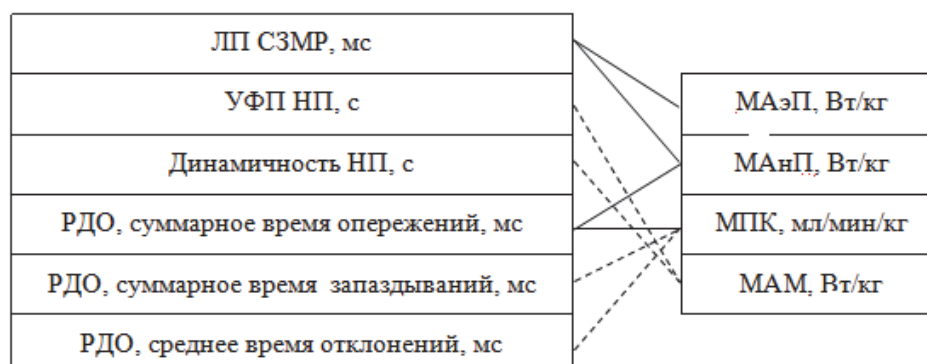 ЛП СЗМР, мс
УФП НП, с
Динамичность НП, с
РДО, суммарное время опережений, мс
РДО, суммарное время запаздываний, мс
РДО, среднее время отклонений, мс
МАэП, Вт/кг
МАнП, Вт/кг
МПК, мл/мин/кг
МАМ, Вт/кг